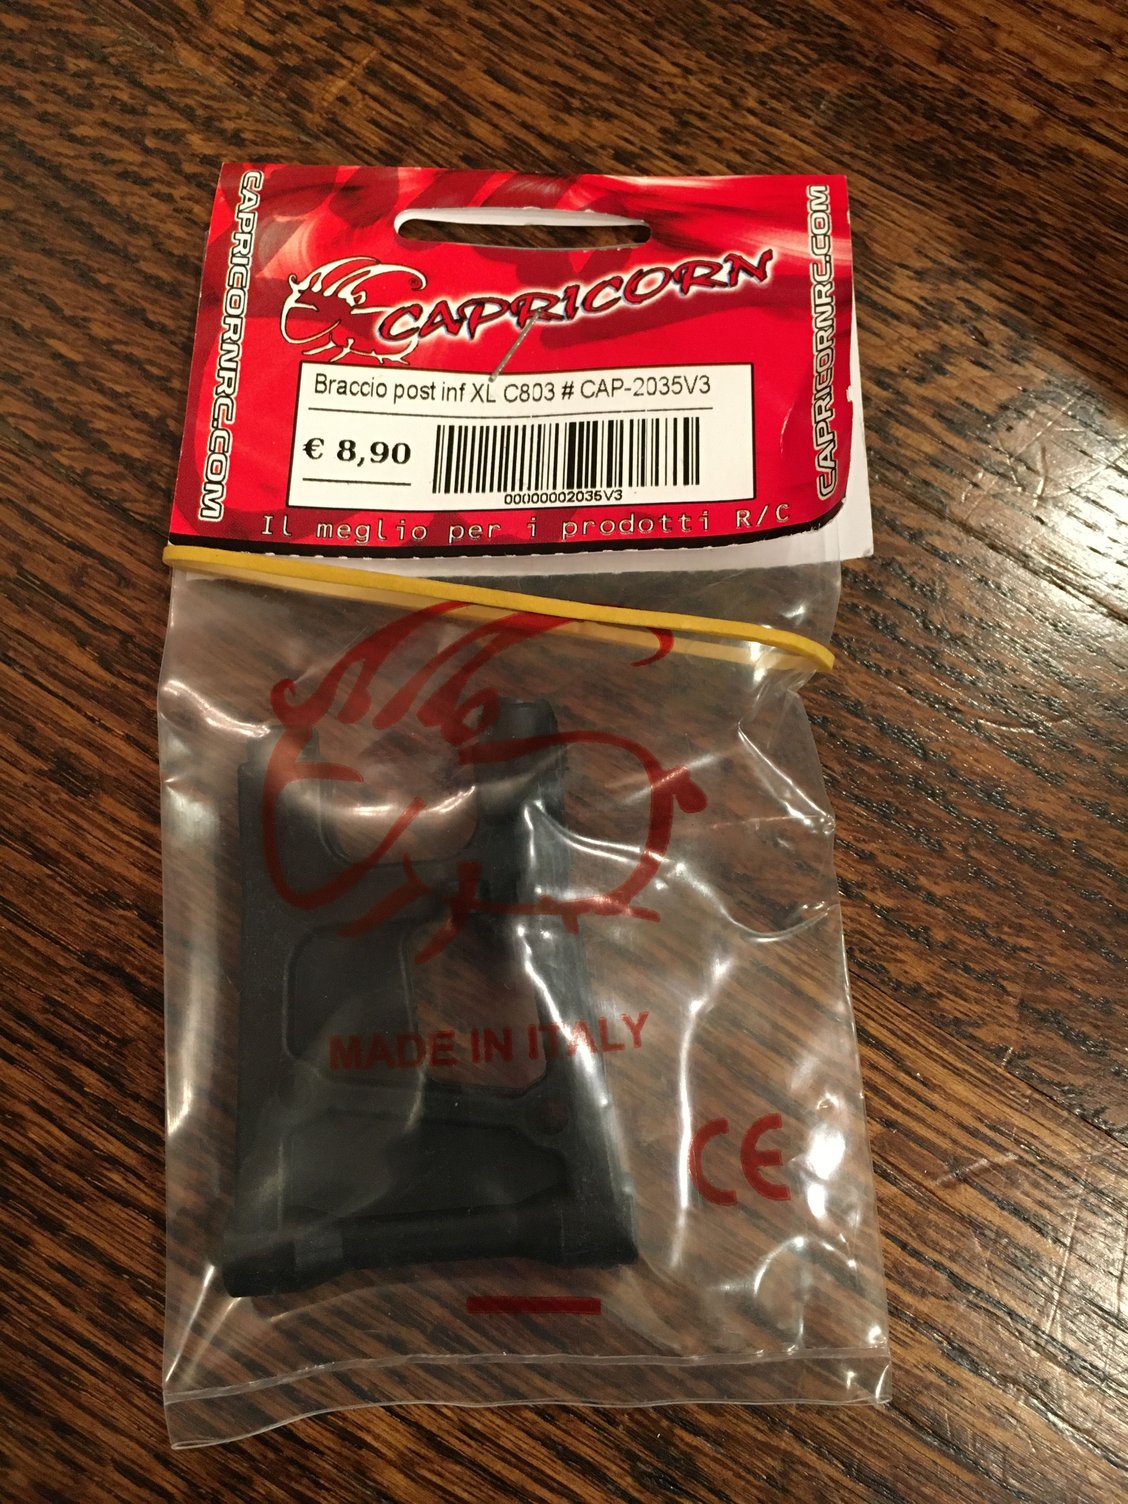 CAPRICORNRC.COM
CAPRICORN®
CAPRICORNRC.COM
Braccio post inf XL C803 # CAP-2035V3
€ 8,90
00000002035V3
Il meglio per i prodotti R/C
MADE IN ITALY
CE